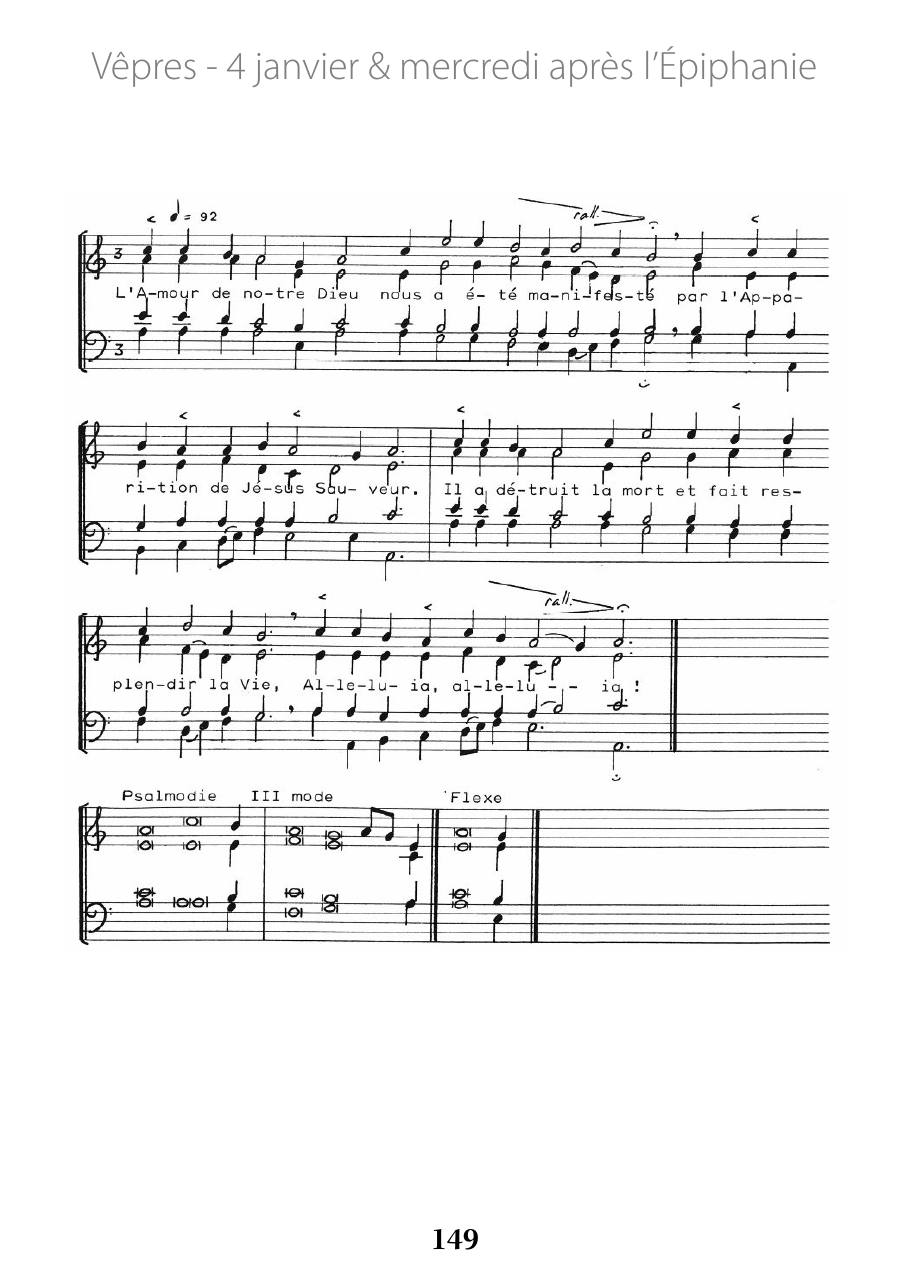 Vêpres - 4 janvier & mercredi après l'Épiphanie
♩= 92
rall.
3
L'A-mour de no-tre Dieu nous a é- té ma-ni-fes-té par l'Ap-pa-
3
ri-tion de Jé-sus Sau- veur. Il a dé-truit la mort et fait res-
rall.
plen-dir la Vie, Al-le-lu- ia, al-le-lu -- ia !
Psalmodie III mode Flexe
149